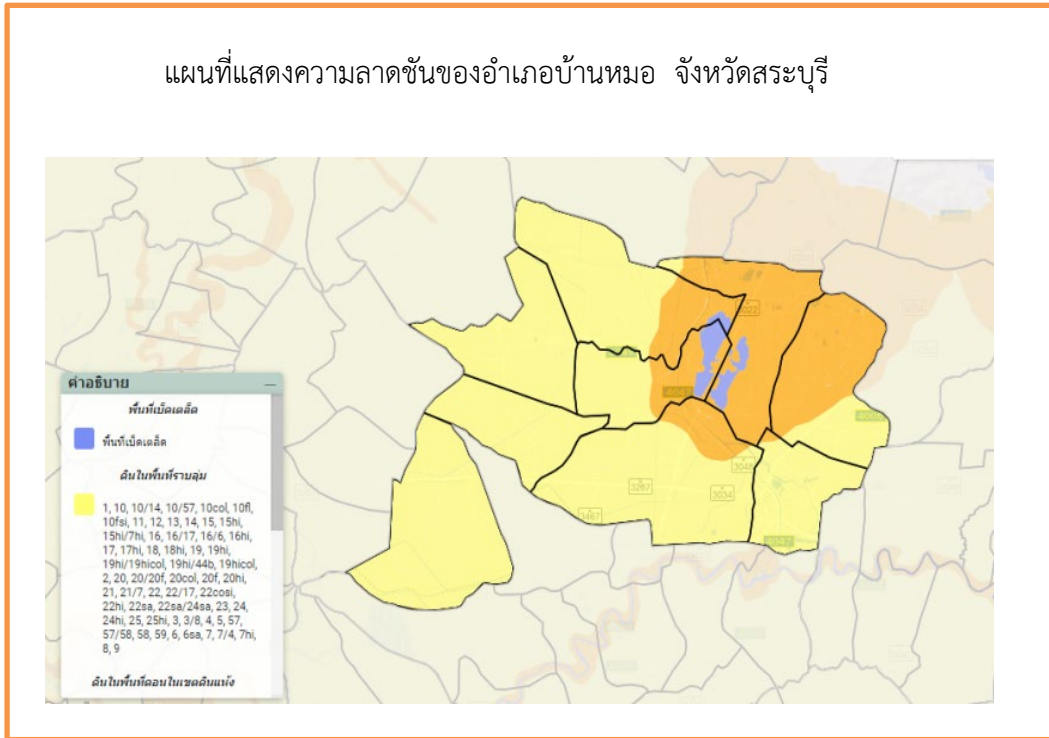 แผนที่แสดงความลาดชันของอำเภอบ้านหมอ จังหวัดสระบุรี
3022
3048
3267
3034
3467
คำอธิบาย
พื้นที่เบ็ดเตล็ด
พื้นที่เบ็ดเตล็ด
ดินในพื้นที่ราบลุ่ม
1, 10, 10/14, 10/57, 10col, 10fl,
10fsi, 11, 12, 13, 14, 15, 15hi,
15hi/7hi, 16, 16/17, 16/6, 16hi,
17, 17hi, 18, 18hi, 19, 19hi,
19hi/19hicol, 19hi/44b, 19hicol,
2, 20, 20/20f, 20col, 20f, 20hi,
21, 21/7, 22, 22/17, 22cosi,
22hi, 22sa, 22sa/24sa, 23, 24,
24hi, 25, 25hi, 3, 3/8, 4, 5, 57,
57/58, 58, 59, 6, 6sa, 7, 7/4, 7hi,
8, 9
ดินในพื้นที่ดอนในเขตดินแห้ง